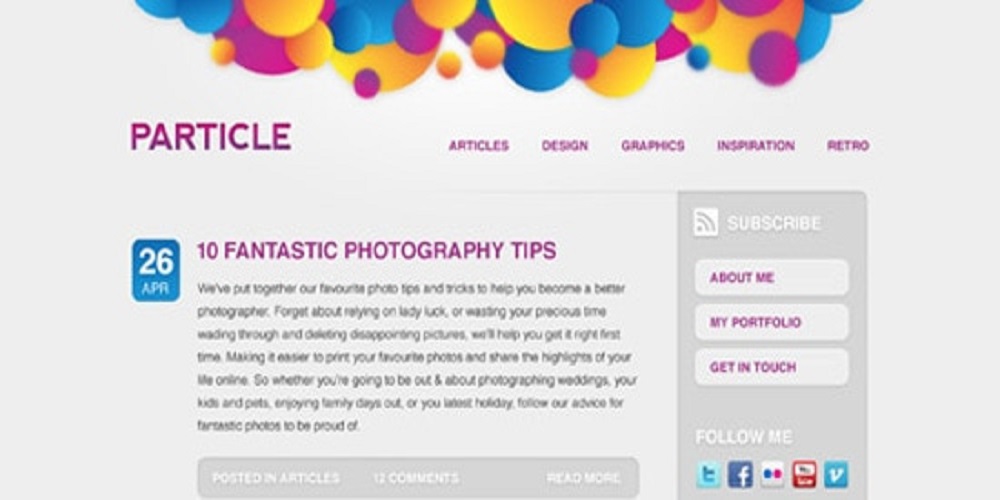 PARTICLE
ARTICLES DESIGN GRAPHICS INSPIRATION RETRO
SUBSCRIBE
26
APR
10 FANTASTIC PHOTOGRAPHY TIPS
We've put together our favourite photo tips and tricks to help you become a better
photographer. Forget about relying on lady luck, or wasting your precious time
wading through and deleting disappointing pictures, we'll help you get it right first
time. Making it easier to print your favourite photos and share the highlights of your
life online. So whether you're going to be out & about photographing weddings, your
kids and pets, enjoying family days out, or you latest holiday, follow our advice for
fantastic photos to be proud of.
POSTED IN ARTICLES 12 COMMENTS READ MORE
ABOUT ME
MY PORTFOLIO
GET IN TOUCH
FOLLOW ME